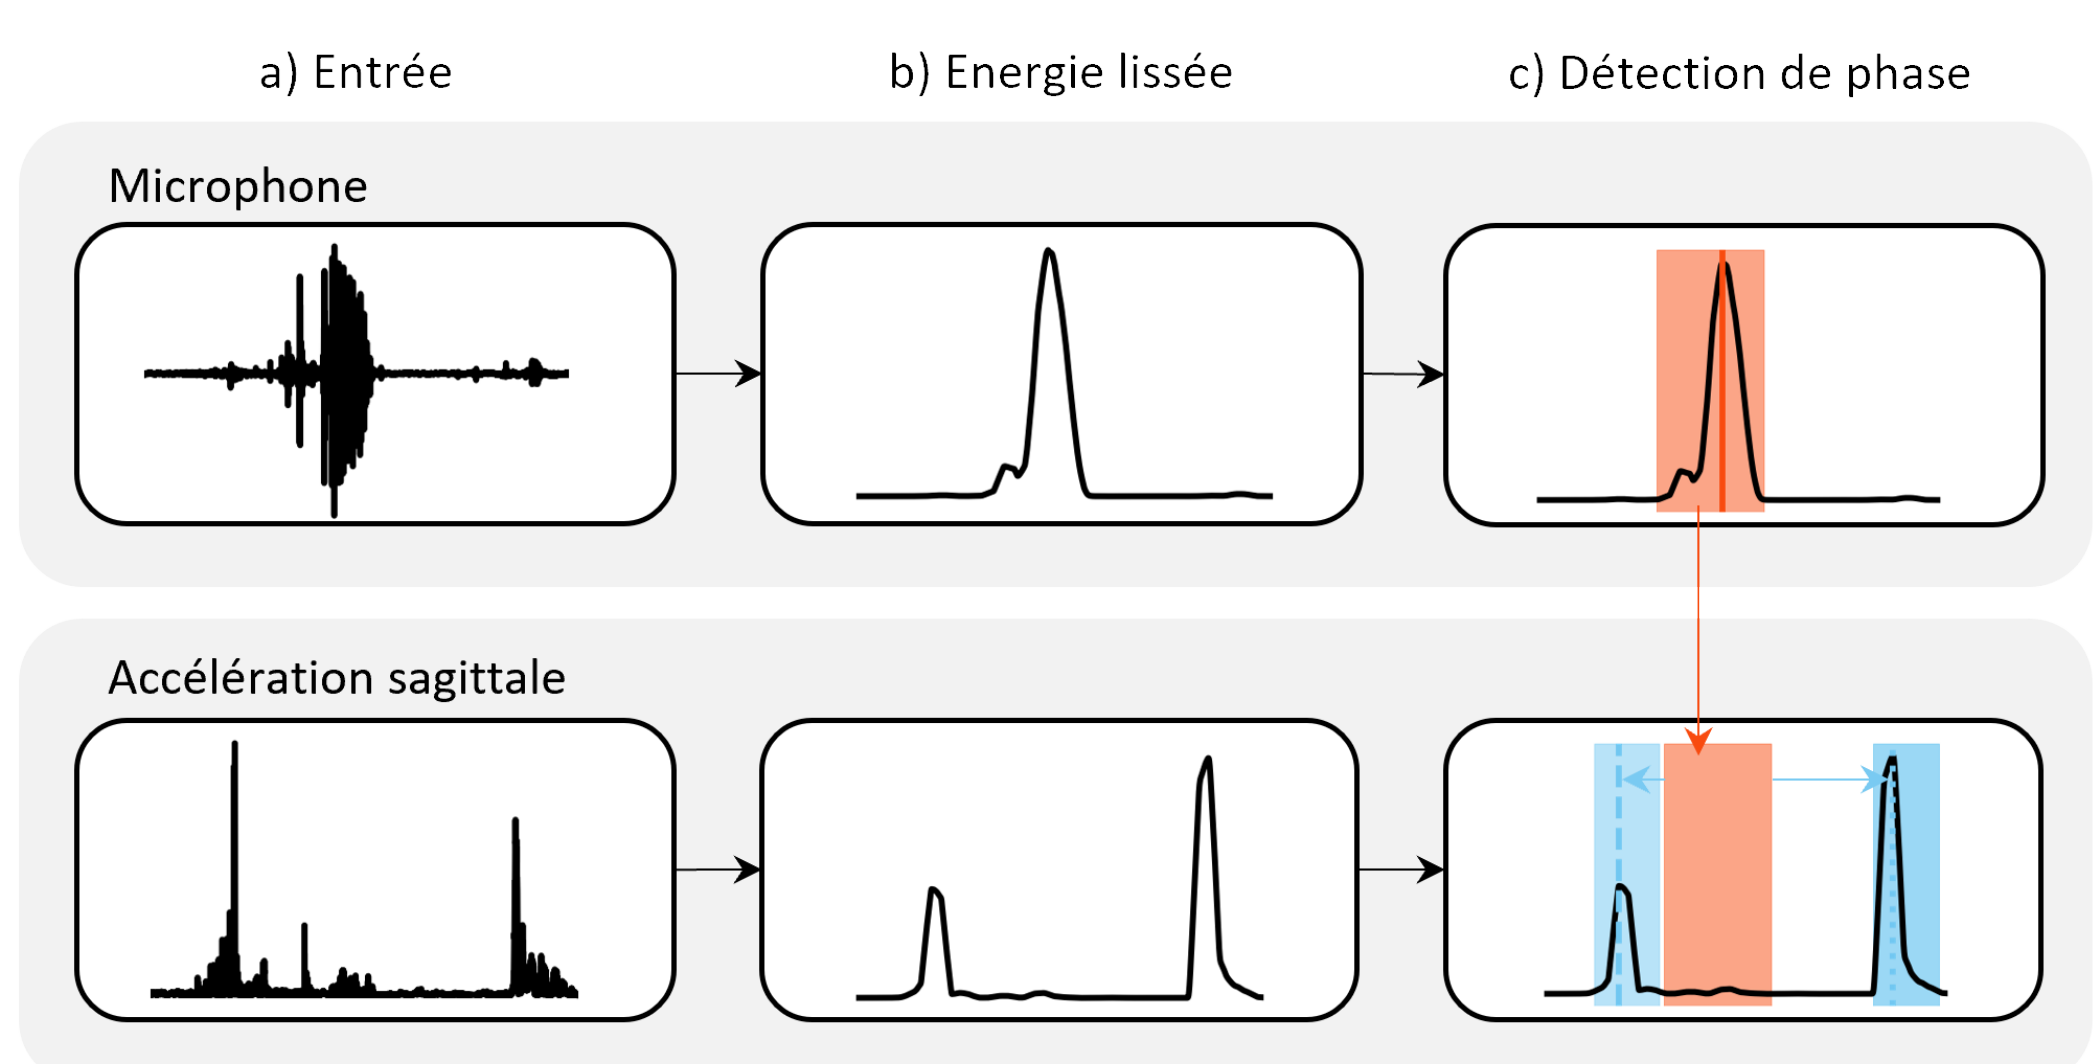 a) Entrée
b) Energie lissée
c) Détection de phase
Microphone
Accélération sagittale